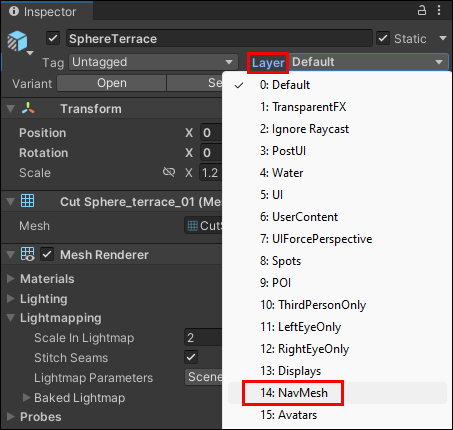 Inspector
SphereTerrace Static
Tag Untagged Layer Default
Variant Open Se
0: Default
Transform
1: TransparentFX
Position X 0
2: Ignore Raycast
Rotation X 0
3: PostUI
Scale X 1.2
4: Water
5: UI
Cut Sphere_terrace_01 (Me
6: UserContent
Mesh CutS
7: UIForcePerspective
Mesh Renderer
8: Spots
Materials
9: POI
Lighting
10: ThirdPersonOnly
Lightmapping
11: LeftEyeOnly
Scale In Lightmap 2
12: RightEyeOnly
Stitch Seams
13: Displays
Lightmap Parameters Scene
14: NavMesh
Baked Lightmap
15: Avatars
Probes